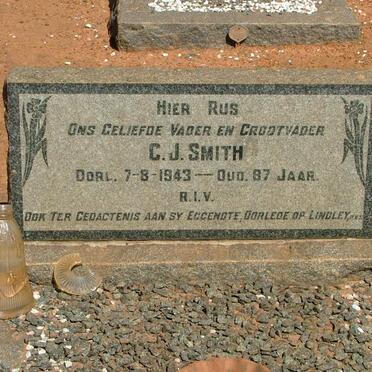 HIER RUS
ONS GELIEFDE VADER EN GROOTVADER
C.J. SMITH
OORL. 7-8-1943 — OUD. 87 JAAR.
R.I.V.
OOK TER GEDAGTENIS AAN SY EGGENOTE, OORLEDE OP LINDLEY